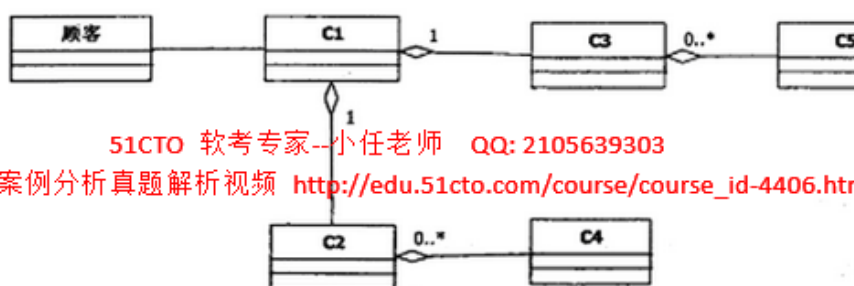 顾客 C1 1 C3 0..* C5
1
51CTO 软考专家--小任老师 QQ: 2105639303
案例分析真题解析视频 http://edu.51cto.com/course/course_id-4406.htm
C2 0..* C4